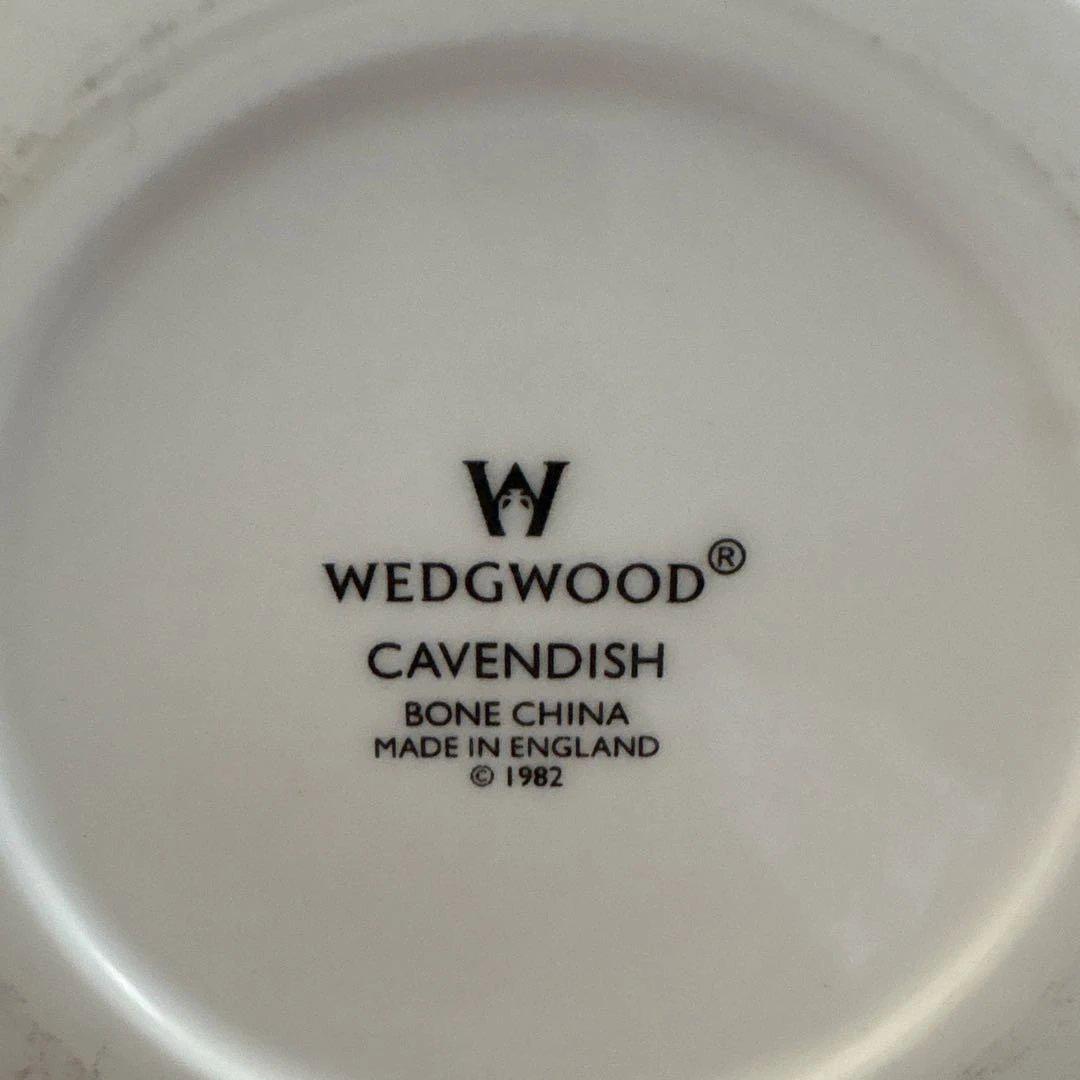 W
WEDGWOOD®
CAVENDISH
BONE CHINA
MADE IN ENGLAND
© 1982